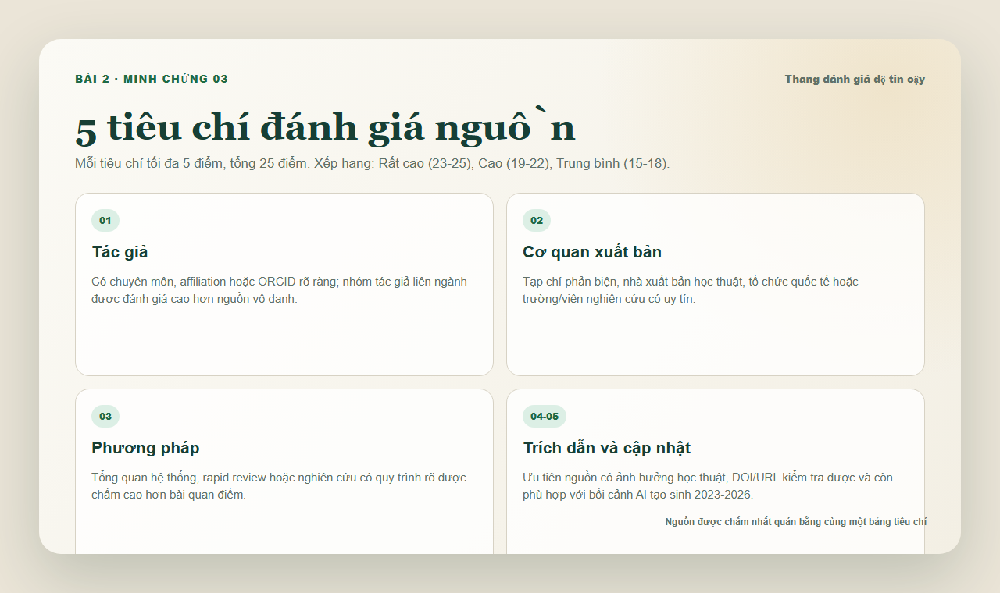 BÀI 2 · MINH CHỨNG 03
Thang đánh giá độ tin cậy
5 tiêu chí đánh giá nguồn
Mỗi tiêu chí tối đa 5 điểm, tổng 25 điểm. Xếp hạng: Rất cao (23-25), Cao (19-22), Trung bình (15-18).
01
Tác giả
Có chuyên môn, affiliation hoặc ORCID rõ ràng; nhóm tác giả liên ngành
được đánh giá cao hơn nguồn vô danh.
02
Cơ quan xuất bản
Tạp chí phản biện, nhà xuất bản học thuật, tổ chức quốc tế hoặc
trường/viện nghiên cứu có uy tín.
03
Phương pháp
Tổng quan hệ thống, rapid review hoặc nghiên cứu có quy trình rõ được
chấm cao hơn bài quan điểm.
04-05
Trích dẫn và cập nhật
Ưu tiên nguồn có ảnh hưởng học thuật, DOI/URL kiểm tra được và còn
phù hợp với bối cảnh AI tạo sinh 2023-2026.
Nguồn được chấm nhất quán bằng cùng một bảng tiêu chí